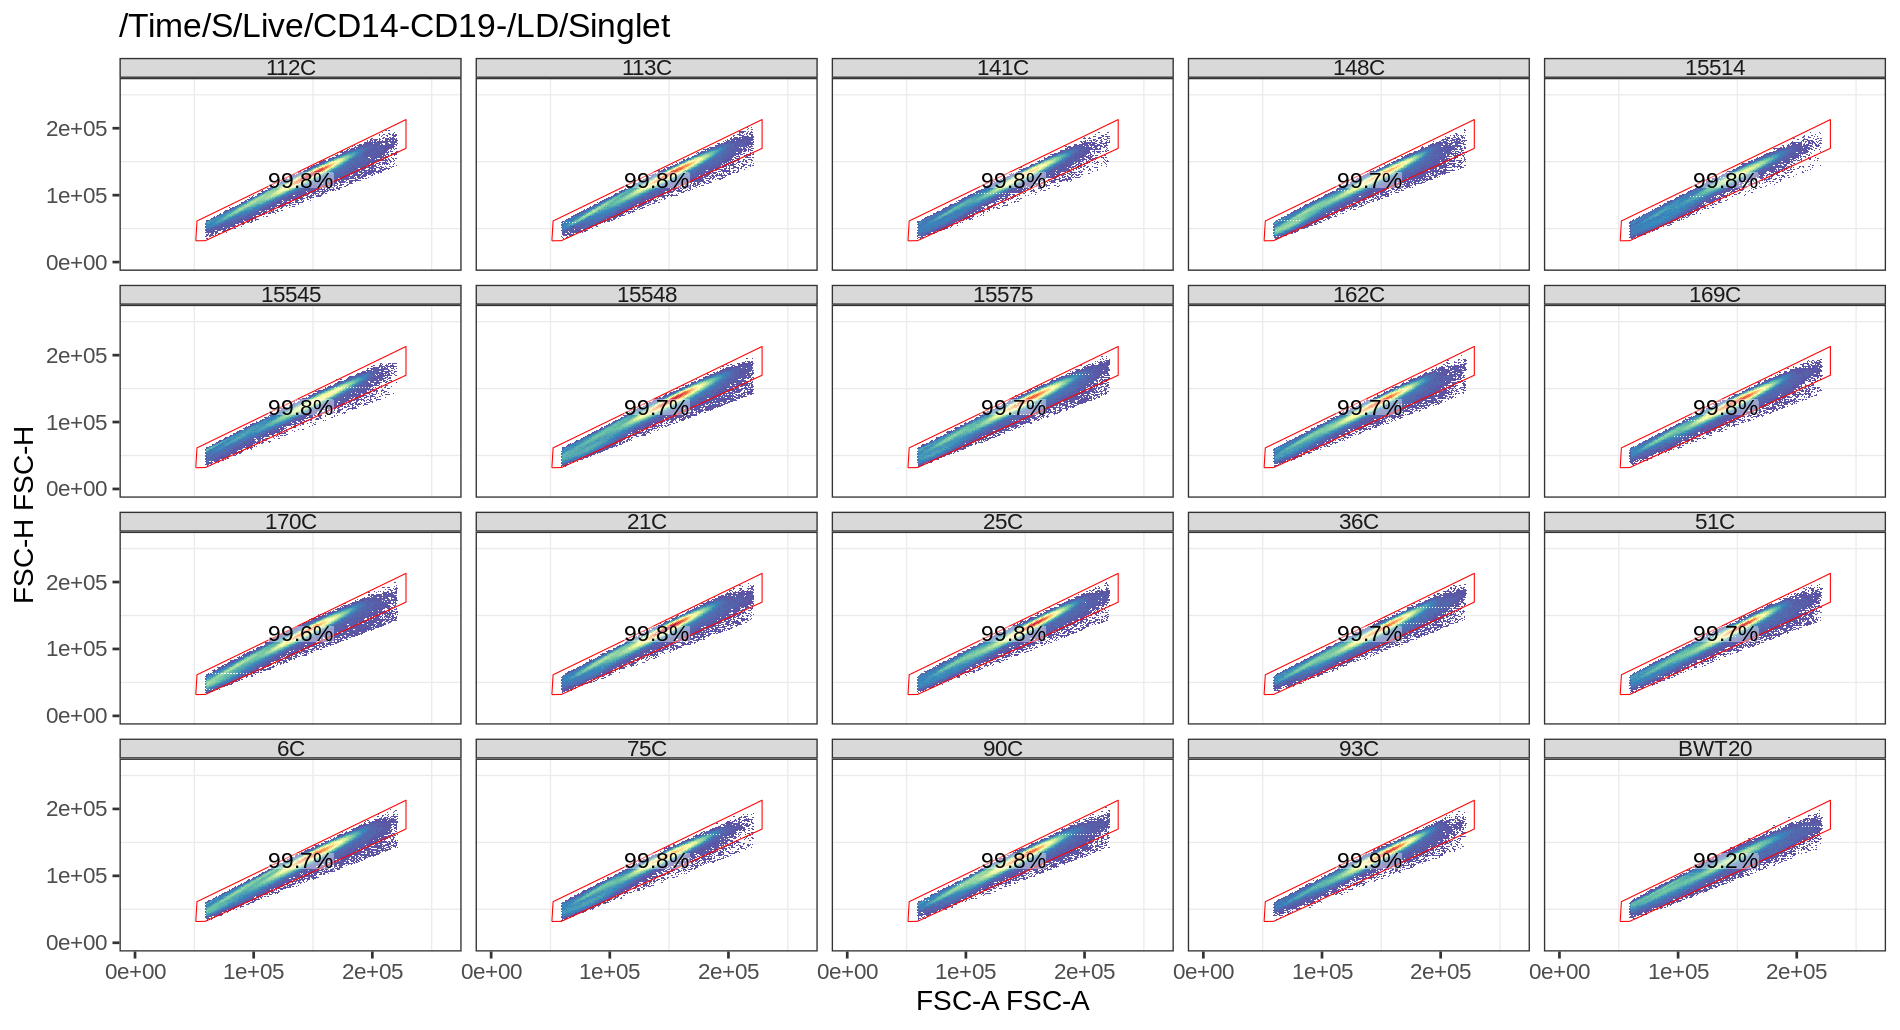 /Time/S/Live/CD14-CD19-/LD/Singlet
112C 113C 141C 148C 15514
2e+05
99.8% 99.8% 99.8% 99.7% 99.8%
1e+05
0e+00
15545 15548 15575 162C 169C
2e+05
99.8% 99.7% 99.7% 99.7% 99.8%
1e+05
0e+00
170C 21C 25C 36C 51C
2e+05
99.6% 99.8% 99.8% 99.7% 99.7%
1e+05
0e+00
6C 75C 90C 93C BWT20
2e+05
99.7% 99.8% 99.8% 99.9% 99.2%
1e+05
0e+00
0e+00 1e+05 2e+05 0e+00 1e+05 2e+05 0e+00 1e+05 2e+05 0e+00 1e+05 2e+05 0e+00 1e+05 2e+05
FSC-A FSC-A
FSC-H FSC-H